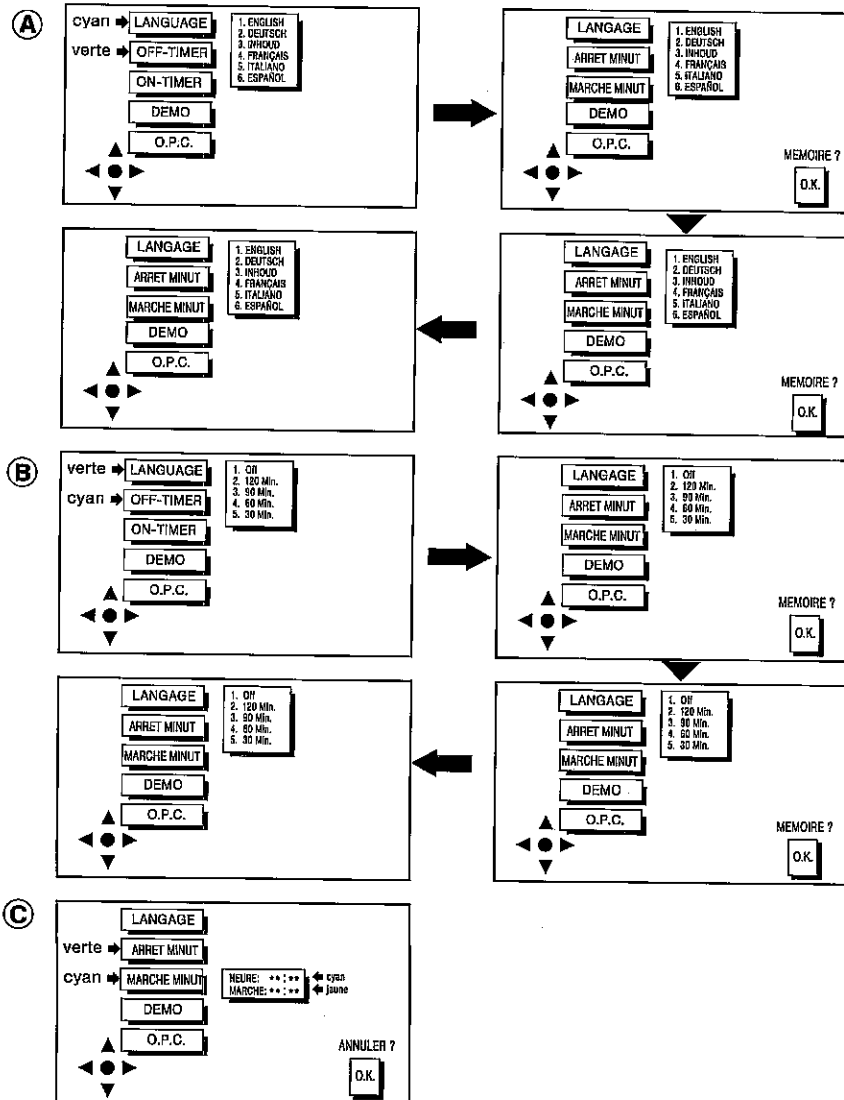 A
cyan LANGUAGE
verte OFF-TIMER
ON-TIMER
DEMO
O.P.C.
1. ENGLISH
2. DEUTSCH
3. INHOUD
4. FRANÇAIS
5. ITALIANO
6. ESPAÑOL
LANGAGE
ARRET MINUT
MARCHE MINUT
DEMO
O.P.C.
1. ENGLISH
2. DEUTSCH
3. INHOUD
4. FRANÇAIS
5. ITALIANO
6. ESPAÑOL
MEMOIRE ?
O.K.
LANGAGE
ARRET MINUT
MARCHE MINUT
DEMO
O.P.C.
1. ENGLISH
2. DEUTSCH
3. INHOUD
4. FRANÇAIS
5. ITALIANO
6. ESPAÑOL
LANGAGE
ARRET MINUT
MARCHE MINUT
DEMO
O.P.C.
1. ENGLISH
2. DEUTSCH
3. INHOUD
4. FRANÇAIS
5. ITALIANO
6. ESPAÑOL
MEMOIRE ?
O.K.
B
verte LANGUAGE
cyan OFF-TIMER
ON-TIMER
DEMO
O.P.C.
1. Off
2. 120 Min.
3. 90 Min.
4. 60 Min.
5. 30 Min.
LANGAGE
ARRET MINUT
MARCHE MINUT
DEMO
O.P.C.
1. Off
2. 120 Min.
3. 90 Min.
4. 60 Min.
5. 30 Min.
MEMOIRE ?
O.K.
LANGAGE
ARRET MINUT
MARCHE MINUT
DEMO
O.P.C.
1. Off
2. 120 Min.
3. 90 Min.
4. 60 Min.
5. 30 Min.
LANGAGE
ARRET MINUT
MARCHE MINUT
DEMO
O.P.C.
1. Off
2. 120 Min.
3. 90 Min.
4. 60 Min.
5. 30 Min.
MEMOIRE ?
O.K.
C
LANGAGE
verte ARRET MINUT
cyan MARCHE MINUT
DEMO
O.P.C.
HEURE: **:** cyan
MARCHE: **:** jaune
ANNULER ?
O.K.